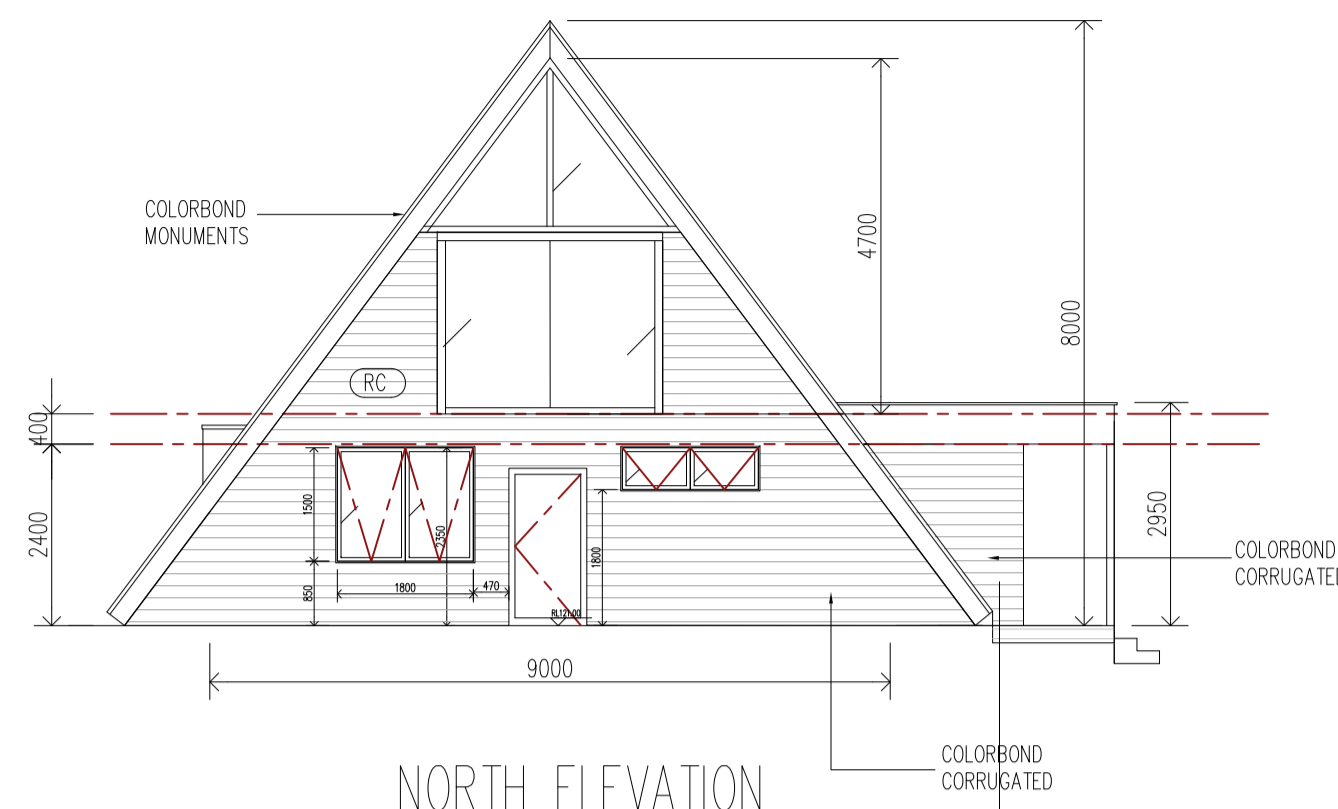 COLORBOND
MONUMENTS
4700
8000
RC
400
2400
2950
1500
2350
850
1800
470
1800
RL121.00
COLORBOND
CORRUGATED
9000
COLORBOND
CORRUGATED
NORTH ELEVATION